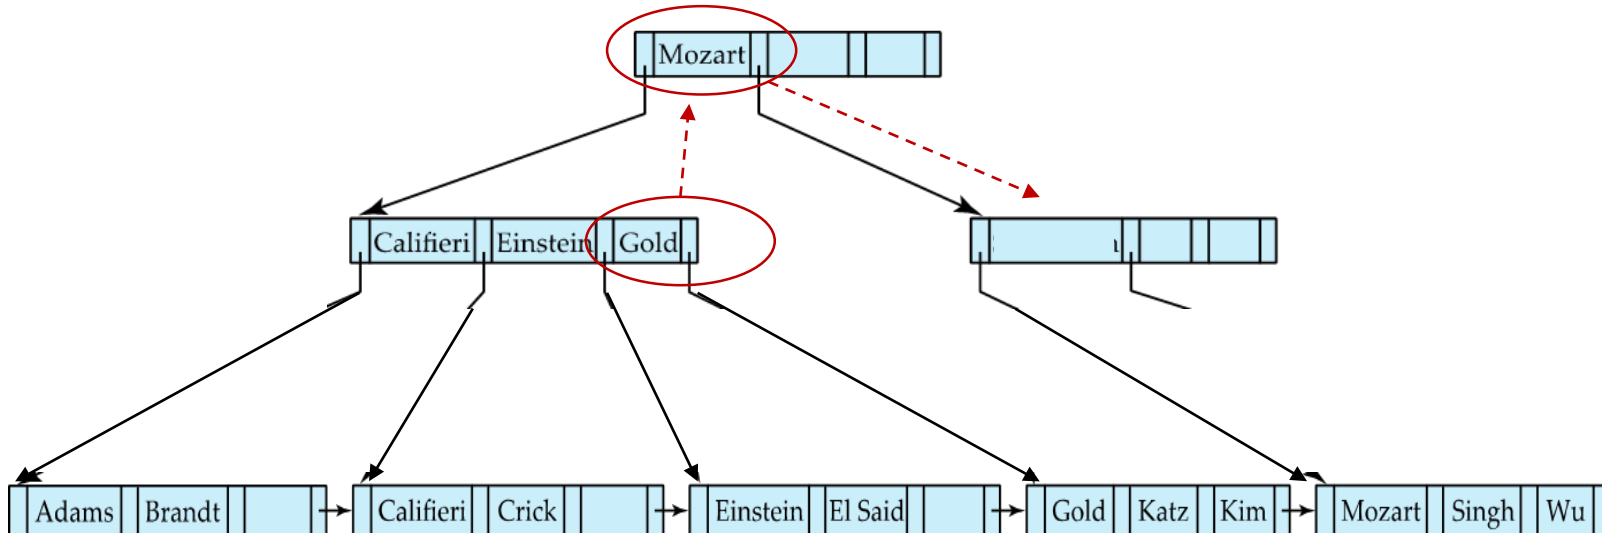 Mozart
Califieri Einstein Gold
Adams Brandt Califieri Crick Einstein El Said Gold Katz Kim Mozart Singh Wu